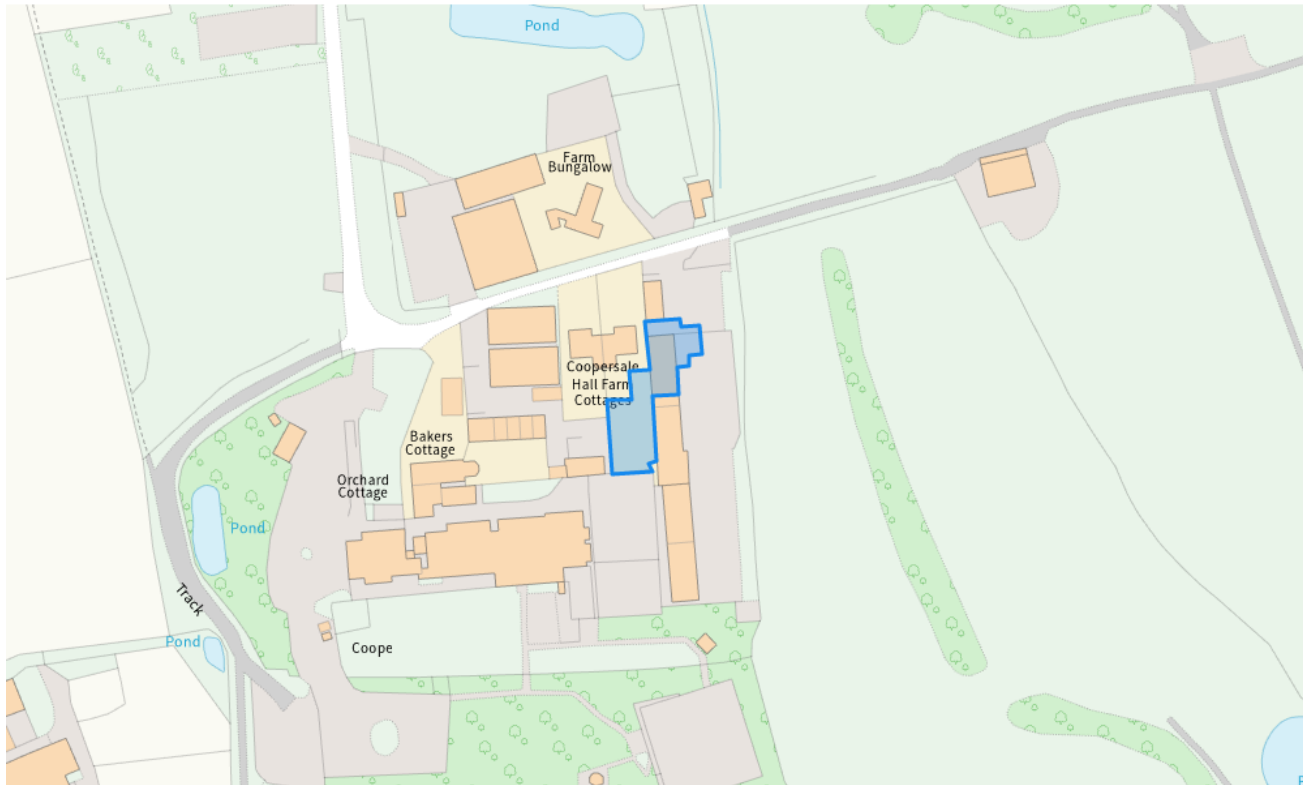 Pond
Farm
Bungalow
Coopersale
Hall Farm
Cottages
Bakers
Cottage
Orchard
Cottage
Pond
Track
Pond
Coope